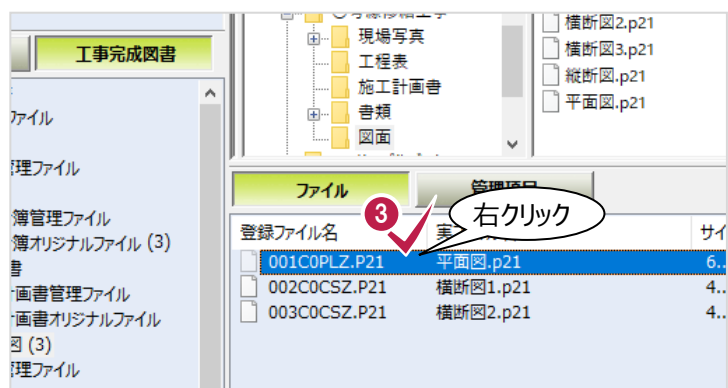 工事完成図書
ファイル
管理ファイル
簿管理ファイル
簿オリジナルファイル (3)
書
画書管理ファイル
画書オリジナルファイル
図 (3)
管理ファイル
現場写真
工程表
施工計画書
書類
図面
横断図2.p21
横断図3.p21
縦断図.p21
平面図.p21
ファイル
管理項目
3
右クリック
登録ファイル名
サイ
001C0PLZ.P21 平面図.p21 6..
002C0CSZ.P21 横断図1.p21 4..
003C0CSZ.P21 横断図2.p21 4..